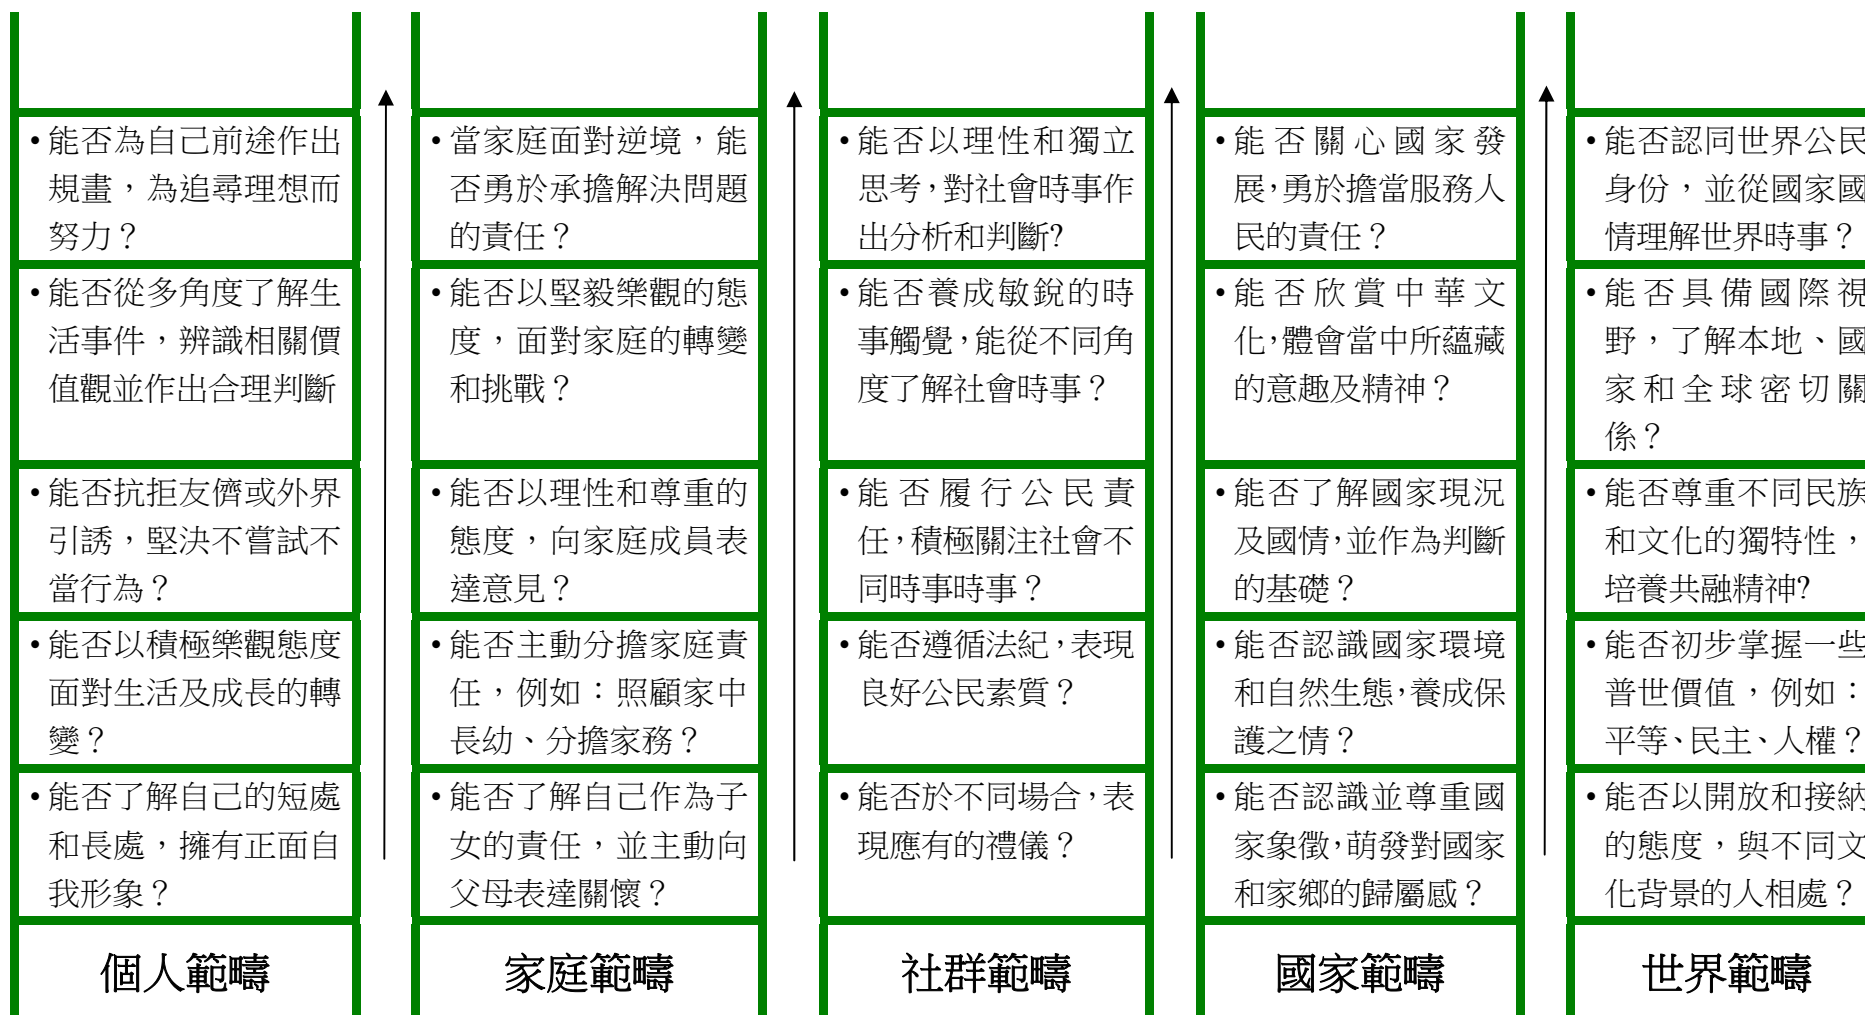 •能否為自己前途作出
規畫，為追尋理想而
努力？
•能否從多角度了解生
活事件，辨識相關價
值觀並作出合理判斷
•能否抗拒友儕或外界
引誘，堅決不嘗試不
當行為？
•能否以積極樂觀態度
面對生活及成長的轉
變？
•能否了解自己的短處
和長處，擁有正面自
我形象？
個人範疇
•當家庭面對逆境，能
否勇於承擔解決問題
的責任？
•能否以堅毅樂觀的態
度，面對家庭的轉變
和挑戰？
•能否以理性和尊重的
態度，向家庭成員表
達意見？
•能否主動分擔家庭責
任，例如：照顧家中
長幼、分擔家務？
•能否了解自己作為子
女的責任，並主動向
父母表達關懷？
家庭範疇
•能否以理性和獨立
思考，對社會時事作
出分析和判斷?
•能否養成敏銳的時
事觸覺，能從不同角
度了解社會時事？
•能否履行公民責
任，積極關注社會不
同時事時事？
•能否遵循法紀，表現
良好公民素質？
•能否於不同場合，表
現應有的禮儀？
社群範疇
•能否關心國家發
展，勇於擔當服務人
民的責任？
•能否欣賞中華文
化，體會當中所蘊藏
的意趣及精神？
•能否了解國家現況
及國情，並作為判斷
的基礎？
•能否認識國家環境
和自然生態，養成保
護之情？
•能否認識並尊重國
家象徵，萌發對國家
和家鄉的歸屬感？
國家範疇
•能否認同世界公民
身份，並從國家國
情理解世界時事？
•能否具備國際視
野，了解本地、國
家和全球密切關
係？
•能否尊重不同民族
和文化的獨特性，
培養共融精神?
•能否初步掌握一些
普世價值，例如：
平等、民主、人權？
•能否以開放和接納
的態度，與不同文
化背景的人相處？
世界範疇